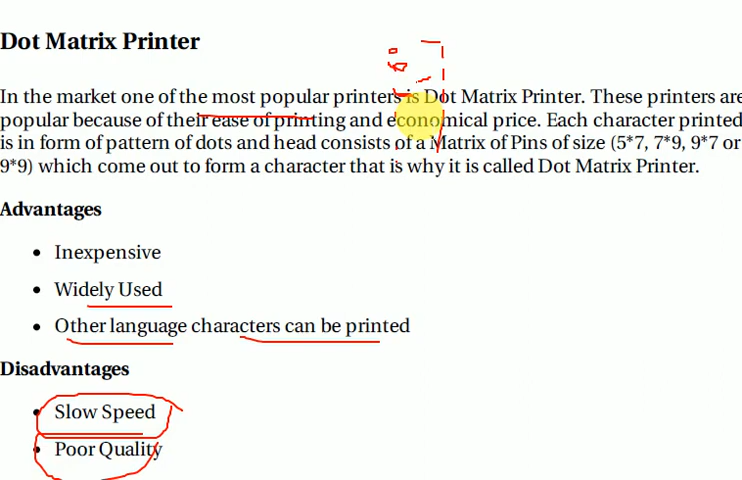 Dot Matrix Printer
In the market one of the most popular printers is Dot Matrix Printer. These printers are
popular because of their ease of printing and economical price. Each character printed
is in form of pattern of dots and head consists of a Matrix of Pins of size (5*7, 7*9, 9*7 or
9*9) which come out to form a character that is why it is called Dot Matrix Printer.
Advantages
• Inexpensive
• Widely Used
• Other language characters can be printed
Disadvantages
• Slow Speed
• Poor Quality